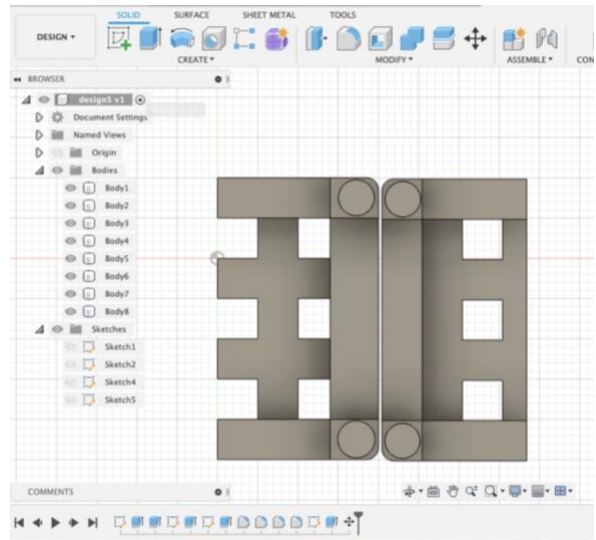 SOLID SURFACE SHEET METAL TOOLS
DESIGN
CREATE MODIFY ASSEMBLE CON
BROWSER
design5 v1
Document Settings
Named Views
Origin
Bodies
Body1
Body2
Body3
Body4
Body5
Body6
Body7
Body8
Sketches
Sketch1
Sketch2
Sketch4
Sketch5
COMMENTS